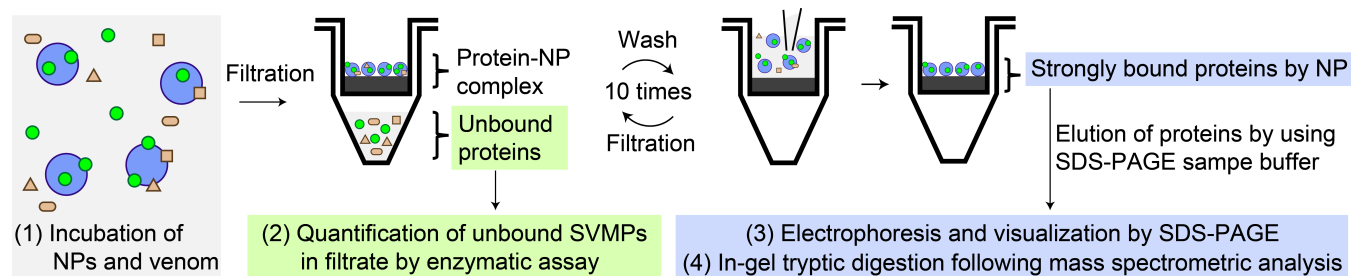 (1) Incubation of
NPs and venom
Filtration
Protein-NP
complex
Unbound
proteins
(2) Quantification of unbound SVMPs
in filtrate by enzymatic assay
Wash
10 times
Filtration
Strongly bound proteins by NP
Elution of proteins by using
SDS-PAGE sampe buffer
(3) Electrophoresis and visualization by SDS-PAGE
(4) In-gel tryptic digestion following mass spectrometric analysis